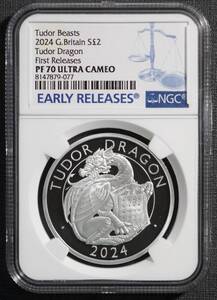 Tudor Beasts
2024 G.Britain S£2
Tudor Dragon
First Releases
PF 70 ULTRA CAMEO
8147879-077
EARLY RELEASES
NGC
TUDOR DRAGON
2024